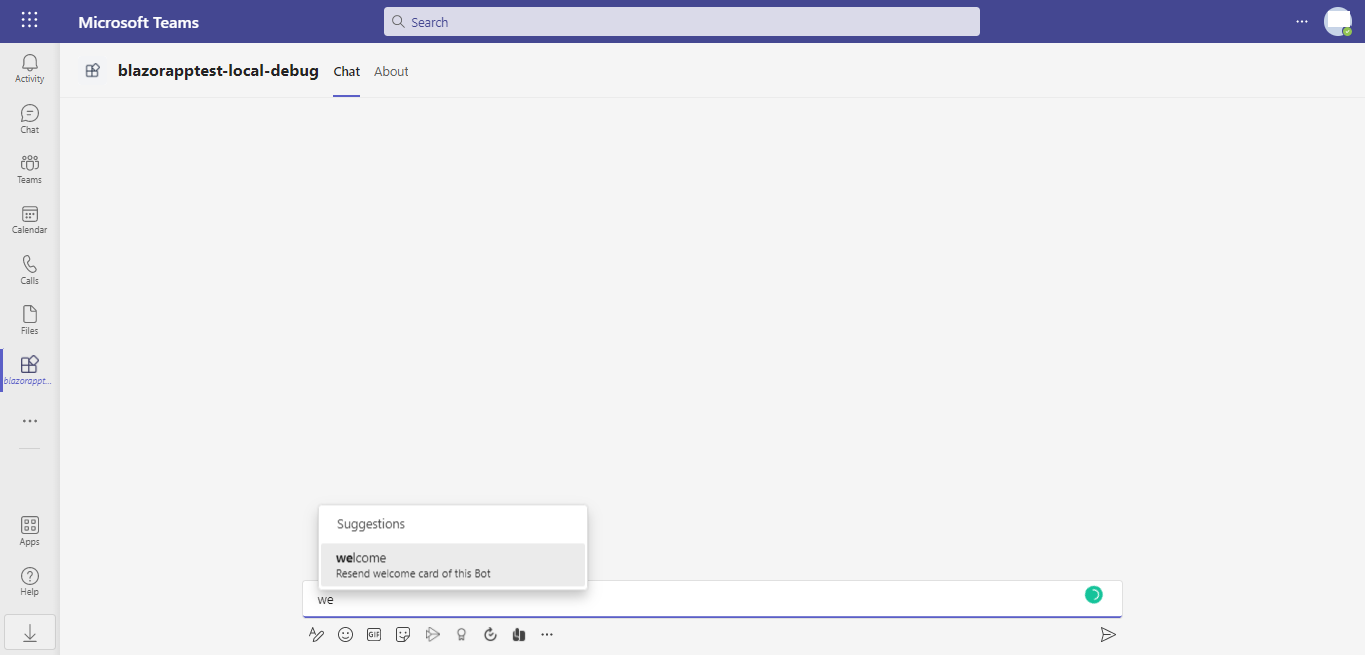 Microsoft Teams
Search
blazorapptest-local-debug
Chat
About
Activity
Chat
Teams
Calendar
Calls
Files
blazorappt...
Apps
Help
Suggestions
welcome
Resend welcome card of this Bot
we
GIF